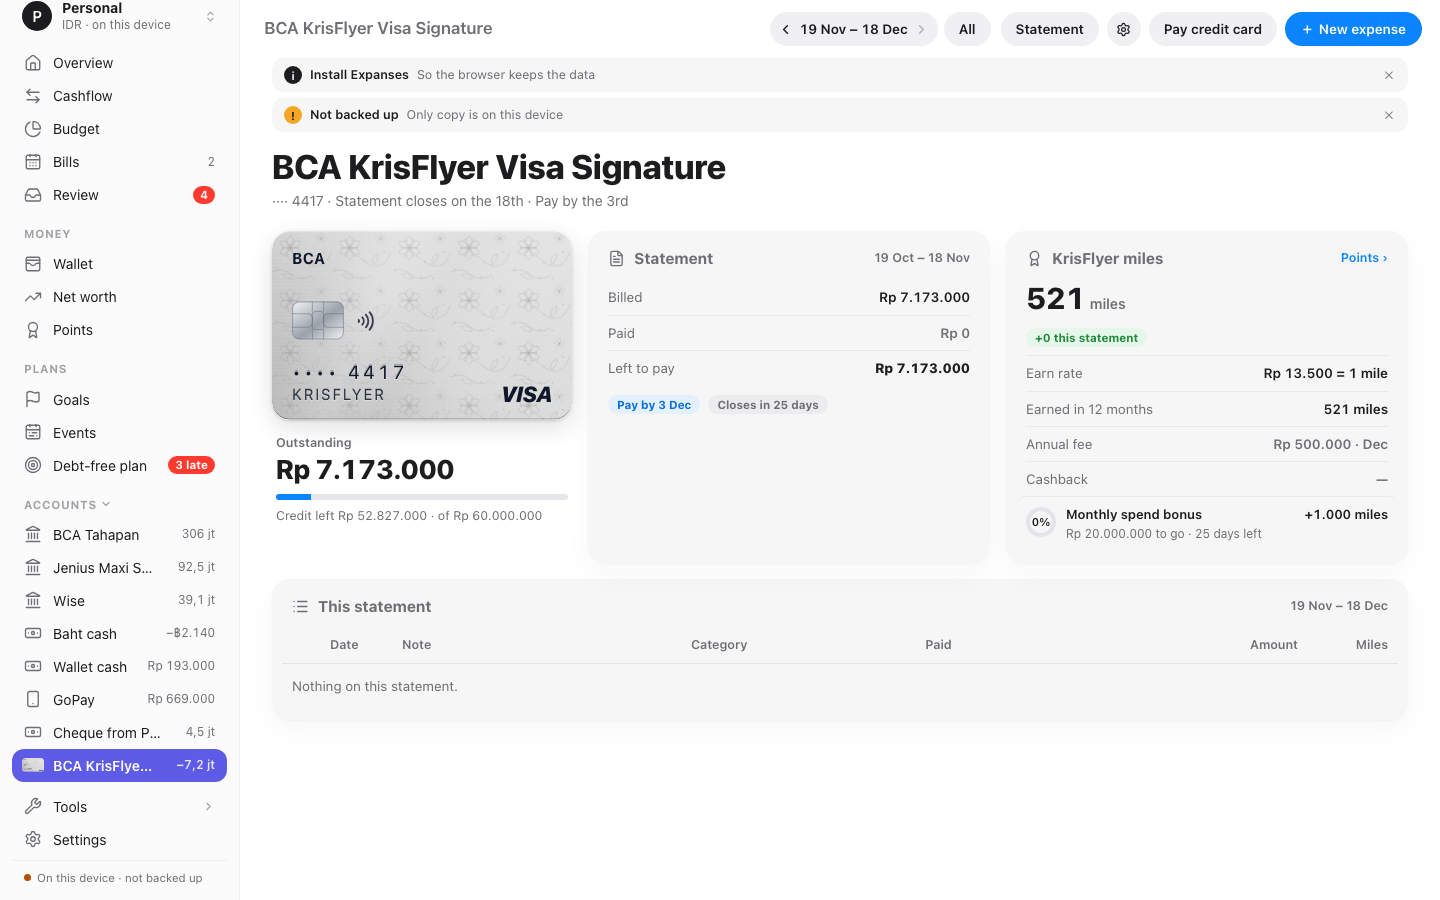 P
Personal
IDR · on this device
Overview
Cashflow
Budget
Bills 2
Review 4
MONEY
Wallet
Net worth
Points
PLANS
Goals
Events
Debt-free plan 3 late
ACCOUNTS
BCA Tahapan 306 jt
Jenius Maxi S... 92,5 jt
Wise 39,1 jt
Baht cash −฿2.140
Wallet cash Rp 193.000
GoPay Rp 669.000
Cheque from P... 4,5 jt
BCA KrisFlye... −7,2 jt
Tools
Settings
On this device · not backed up
BCA KrisFlyer Visa Signature
19 Nov – 18 Dec
All
Statement
Pay credit card
+ New expense
Install Expanses So the browser keeps the data
Not backed up Only copy is on this device
BCA KrisFlyer Visa Signature
···· 4417 · Statement closes on the 18th · Pay by the 3rd
BCA
•••• 4417
KRISFLYER
VISA
Outstanding
Rp 7.173.000
Credit left Rp 52.827.000 · of Rp 60.000.000
Statement 19 Oct – 18 Nov
Billed Rp 7.173.000
Paid Rp 0
Left to pay Rp 7.173.000
Pay by 3 Dec
Closes in 25 days
KrisFlyer miles Points ›
521 miles
+0 this statement
Earn rate Rp 13.500 = 1 mile
Earned in 12 months 521 miles
Annual fee Rp 500.000 · Dec
Cashback —
0% Monthly spend bonus +1.000 miles
Rp 20.000.000 to go · 25 days left
This statement 19 Nov – 18 Dec
Date Note Category Paid Amount Miles
Nothing on this statement.